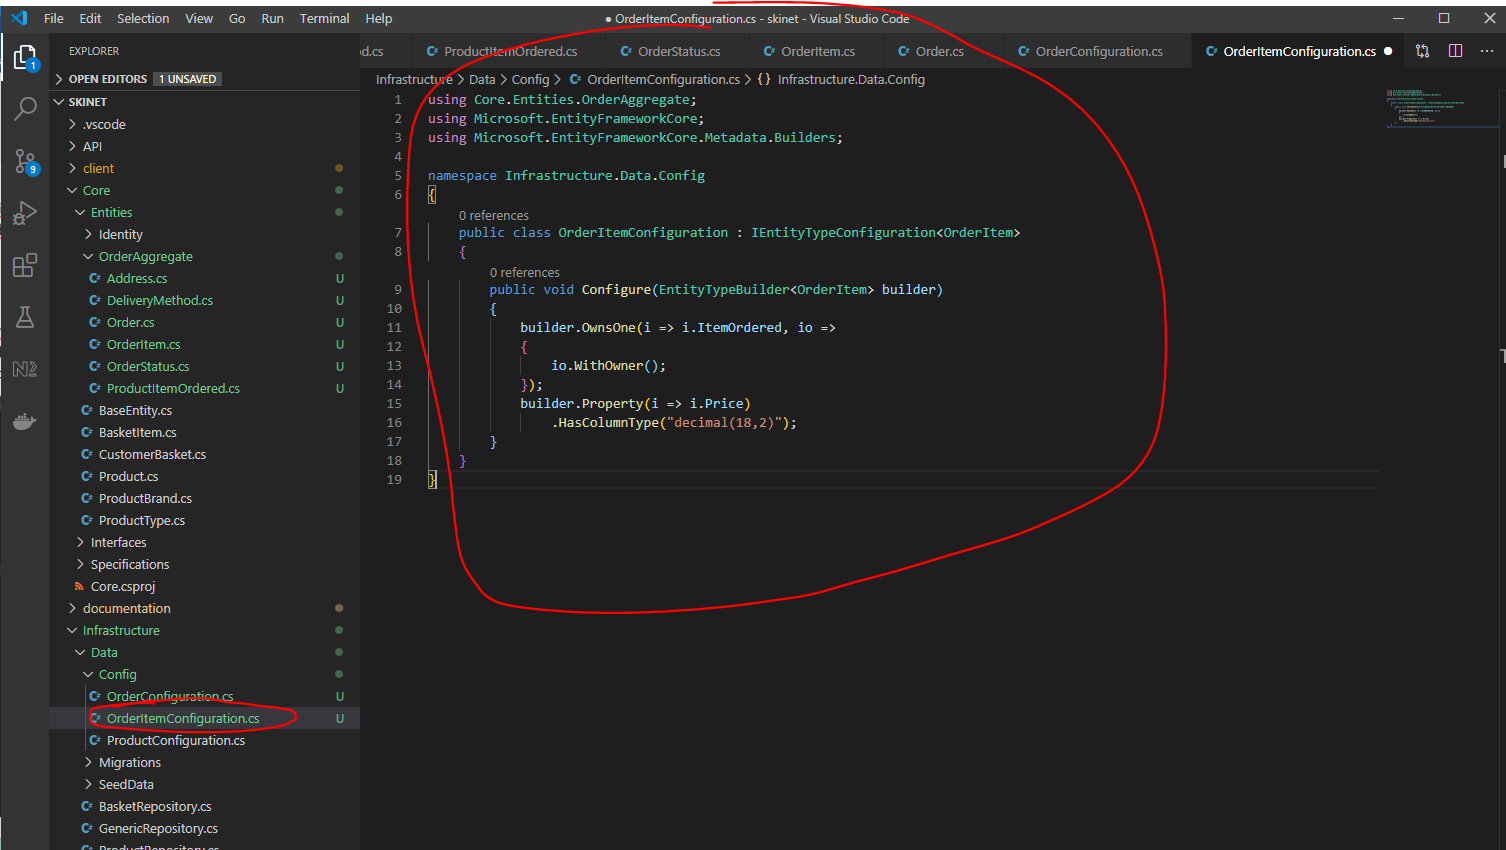 File Edit Selection View Go Run Terminal Help
● OrderItemConfiguration.cs - skinet - Visual Studio Code
EXPLORER
OPEN EDITORS 1 UNSAVED
SKINET
.vscode
API
client
Core
Entities
Identity
OrderAggregate
C# Address.cs U
C# DeliveryMethod.cs U
C# Order.cs U
C# OrderItem.cs U
C# OrderStatus.cs U
C# ProductItemOrdered.cs U
C# BaseEntity.cs
C# BasketItem.cs
C# CustomerBasket.cs
C# Product.cs
C# ProductBrand.cs
C# ProductType.cs
Interfaces
Specifications
Core.csproj
documentation
Infrastructure
Data
Config
C# OrderConfiguration.cs U
C# OrderItemConfiguration.cs U
C# ProductConfiguration.cs
Migrations
SeedData
C# BasketRepository.cs
C# GenericRepository.cs
1
9
N2
od.cs C# ProductItemOrdered.cs C# OrderStatus.cs C# OrderItem.cs C# Order.cs C# OrderConfiguration.cs C# OrderItemConfiguration.cs ●
Infrastructure > Data > Config > C# OrderItemConfiguration.cs > {} Infrastructure.Data.Config
1 using Core.Entities.OrderAggregate;
2 using Microsoft.EntityFrameworkCore;
3 using Microsoft.EntityFrameworkCore.Metadata.Builders;
4
5 namespace Infrastructure.Data.Config
6 {
0 references
7 public class OrderItemConfiguration : IEntityTypeConfiguration<OrderItem>
8 {
0 references
9 public void Configure(EntityTypeBuilder<OrderItem> builder)
10 {
11 builder.OwnsOne(i => i.ItemOrdered, io =>
12 {
13 io.WithOwner();
14 });
15 builder.Property(i => i.Price)
16 .HasColumnType("decimal(18,2)");
17 }
18 }
19 }